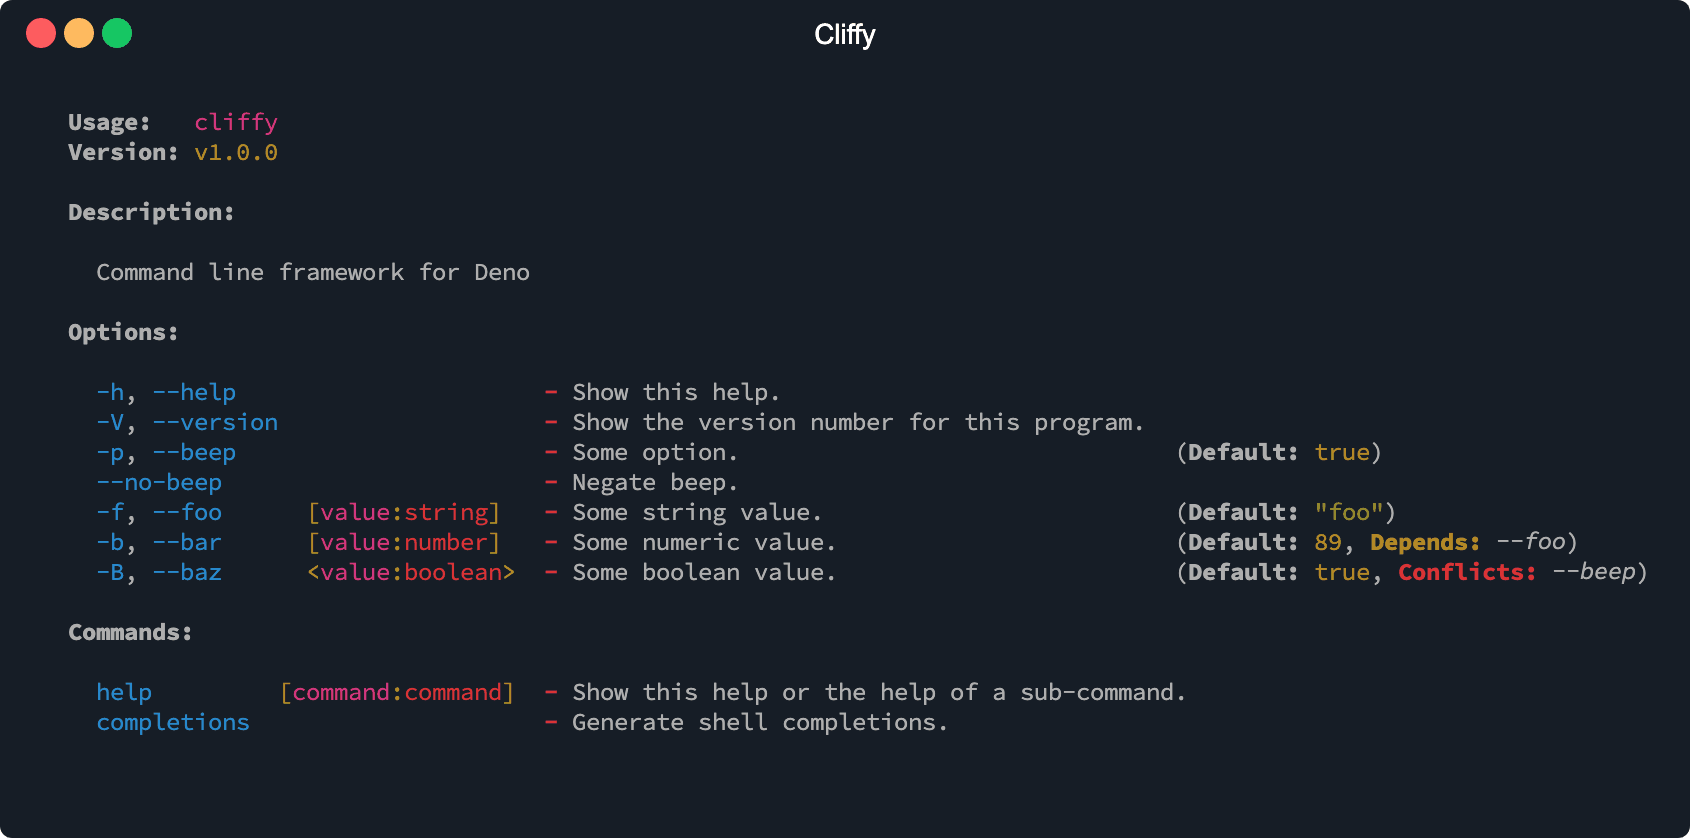 Cliffy
Usage: cliffy
Version: v1.0.0
Description:
Command line framework for Deno
Options:
-h, --help - Show this help.
-V, --version - Show the version number for this program.
-p, --beep - Some option. (Default: true)
--no-beep - Negate beep.
-f, --foo [value:string] - Some string value. (Default: "foo")
-b, --bar [value:number] - Some numeric value. (Default: 89, Depends: --foo)
-B, --baz <value:boolean> - Some boolean value. (Default: true, Conflicts: --beep)
Commands:
help [command:command] - Show this help or the help of a sub-command.
completions - Generate shell completions.